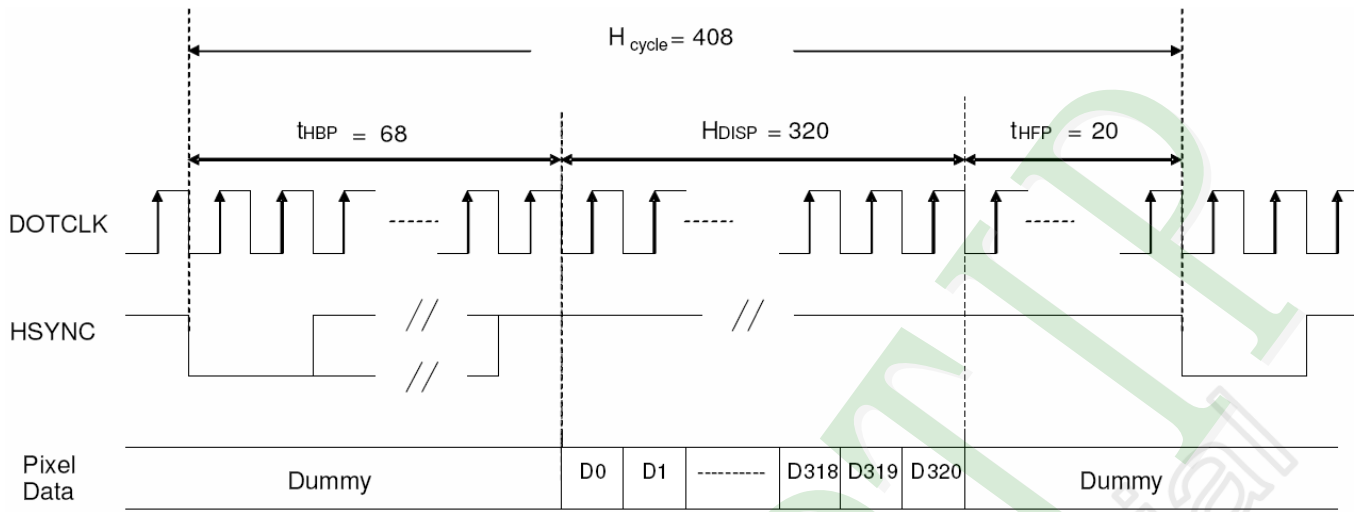 H cycle = 408
tHBP = 68
HDISP = 320
tHFP = 20
DOTCLK
HSYNC
Pixel
Data
Dummy
D0
D1
D318
D319
D320
Dummy